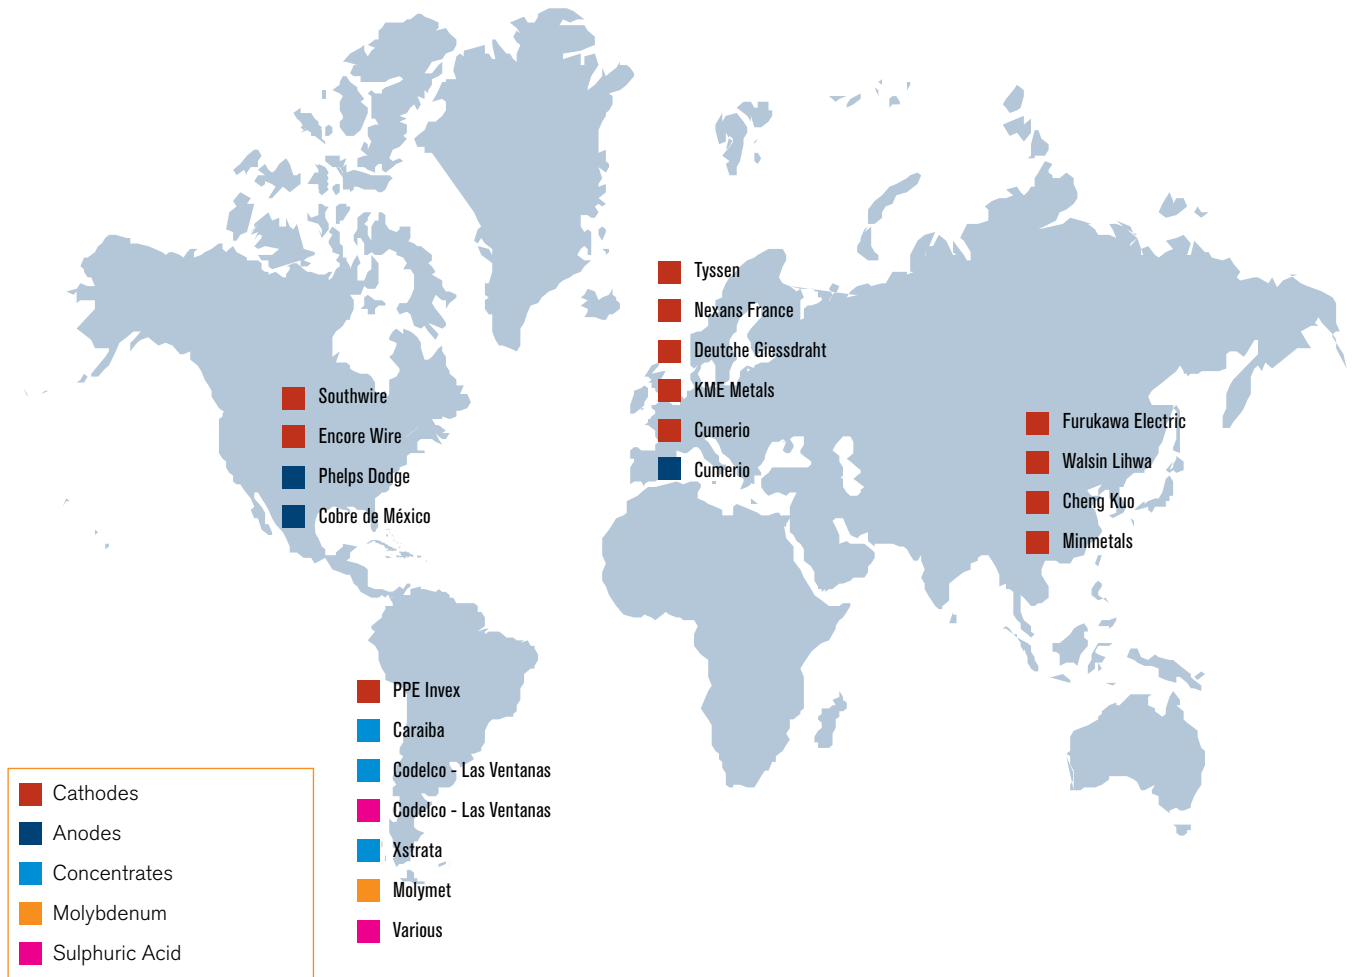 Tyssen
Nexans France
Deutche Giessdraht
KME Metals
Cumerio
Cumerio
Southwire
Encore Wire
Phelps Dodge
Cobre de México
Furukawa Electric
Walsin Lihwa
Cheng Kuo
Minmetals
PPE Invex
Caraiba
Codelco - Las Ventanas
Codelco - Las Ventanas
Xstrata
Molymet
Various
Cathodes
Anodes
Concentrates
Molybdenum
Sulphuric Acid